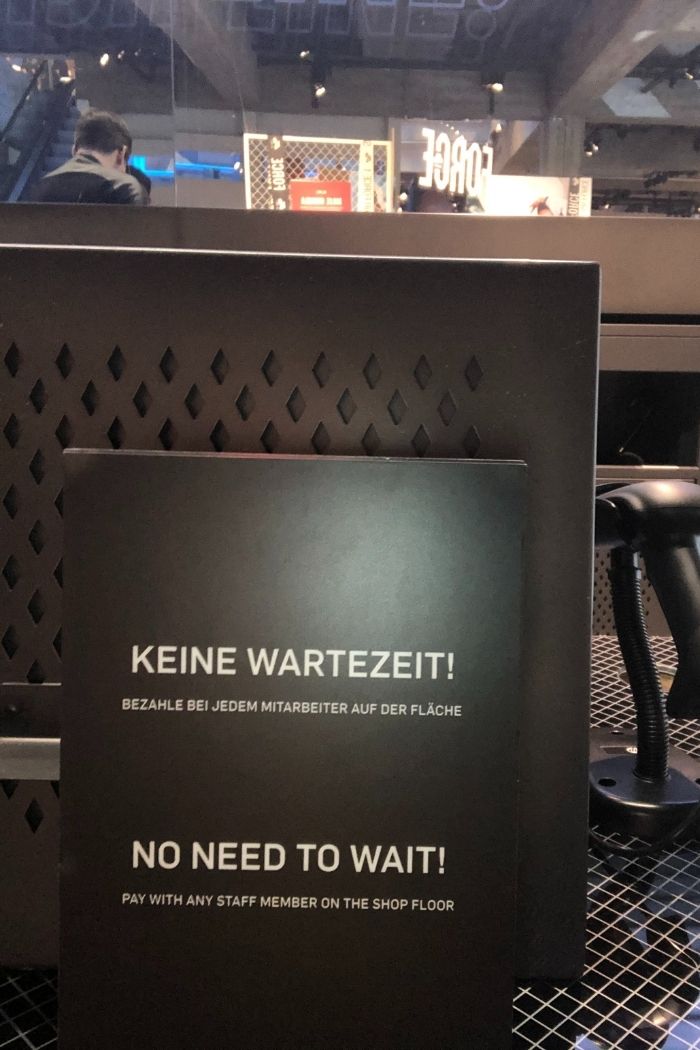 FORCE
FORCE
KEINE WARTEZEIT!
BEZAHLE BEI JEDEM MITARBEITER AUF DER FLÄCHE
NO NEED TO WAIT!
PAY WITH ANY STAFF MEMBER ON THE SHOP FLOOR